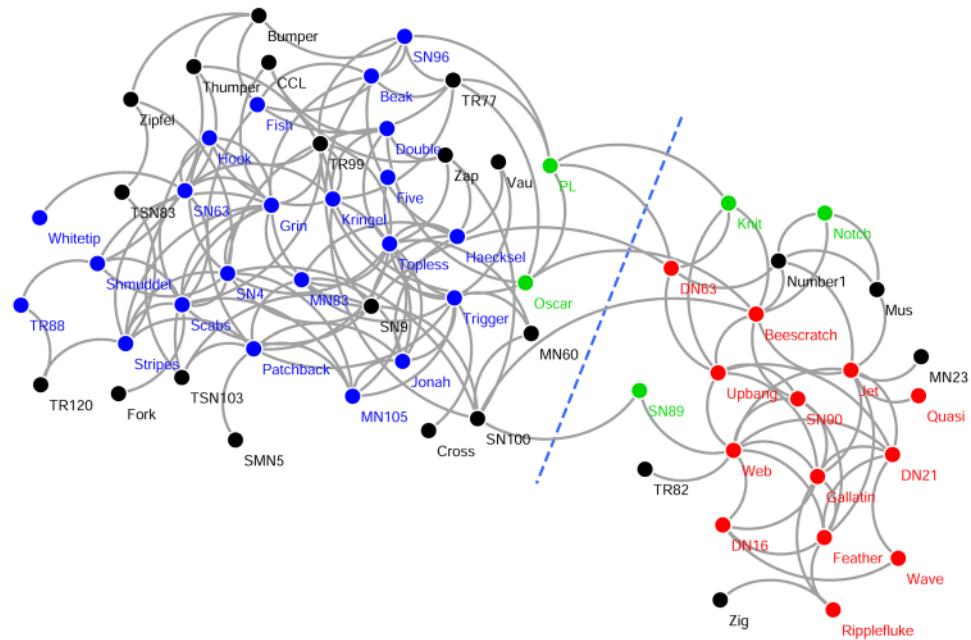 Bumper
SN96
CCL
Thumper
Beak
TR77
Zipfel
Fish
Double
Hook
TR99
Zap
Vau
PL
Five
TSN83
SN63
Grin
Kringel
Knit
Notch
Whitetip
Haecksel
Topless
Shmuddel
SN4
MN83
Oscar
DN63
Number1
TR88
Scabs
SN9
Trigger
Mus
Beescratch
MN60
Stripes
Patchback
Jonah
MN23
TR120
Fork
TSN103
MN105
Upbang
Jet
Quasi
SN90
SN89
SMN5
Cross
SN100
Web
DN21
TR82
Gallatin
DN16
Feather
Wave
Zig
Ripplefluke